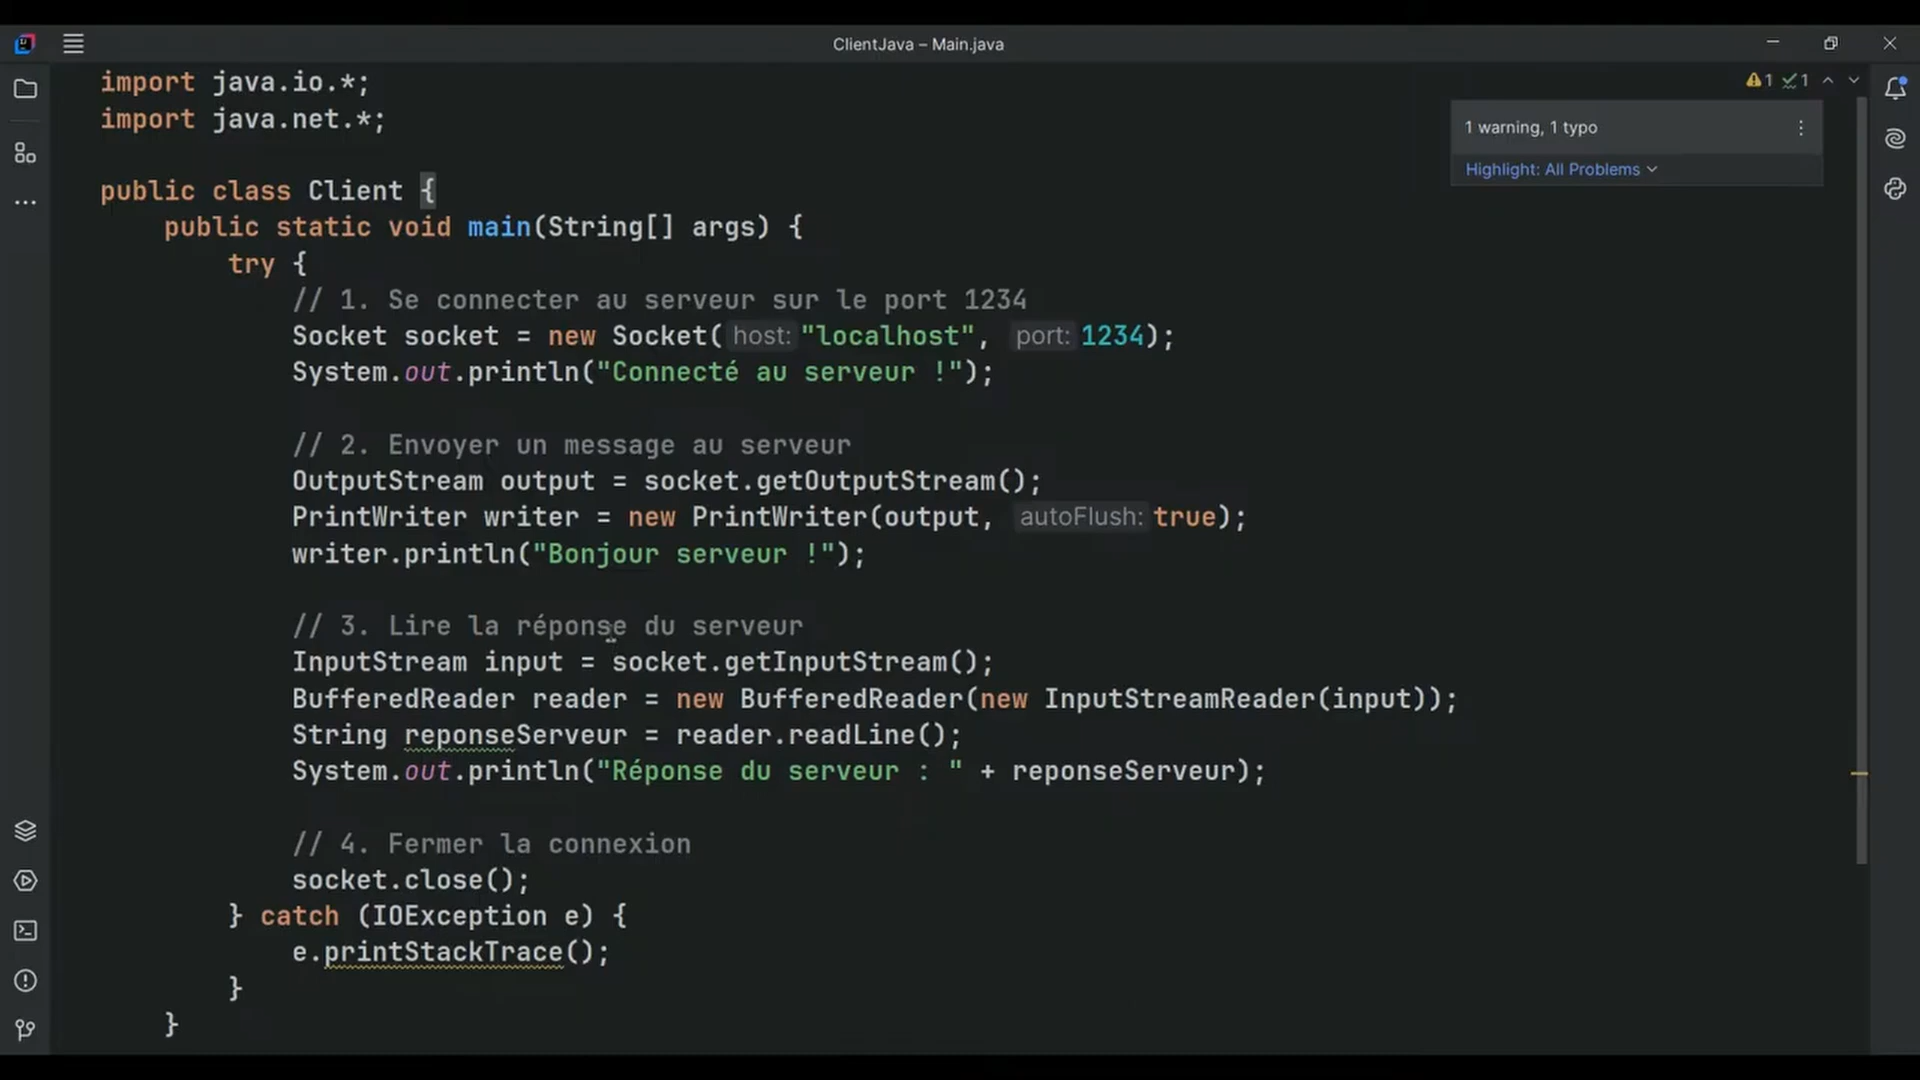 ClientJava – Main.java
import java.io.*;
import java.net.*;
1 1
1 warning, 1 typo
Highlight: All Problems
public class Client {
public static void main(String[] args) {
try {
// 1. Se connecter au serveur sur le port 1234
Socket socket = new Socket( host: "localhost", port: 1234);
System.out.println("Connecté au serveur !");
// 2. Envoyer un message au serveur
OutputStream output = socket.getOutputStream();
PrintWriter writer = new PrintWriter(output, autoFlush: true);
writer.println("Bonjour serveur !");
// 3. Lire la réponse du serveur
InputStream input = socket.getInputStream();
BufferedReader reader = new BufferedReader(new InputStreamReader(input));
String reponseServeur = reader.readLine();
System.out.println("Réponse du serveur : " + reponseServeur);
// 4. Fermer la connexion
socket.close();
} catch (IOException e) {
e.printStackTrace();
}
}